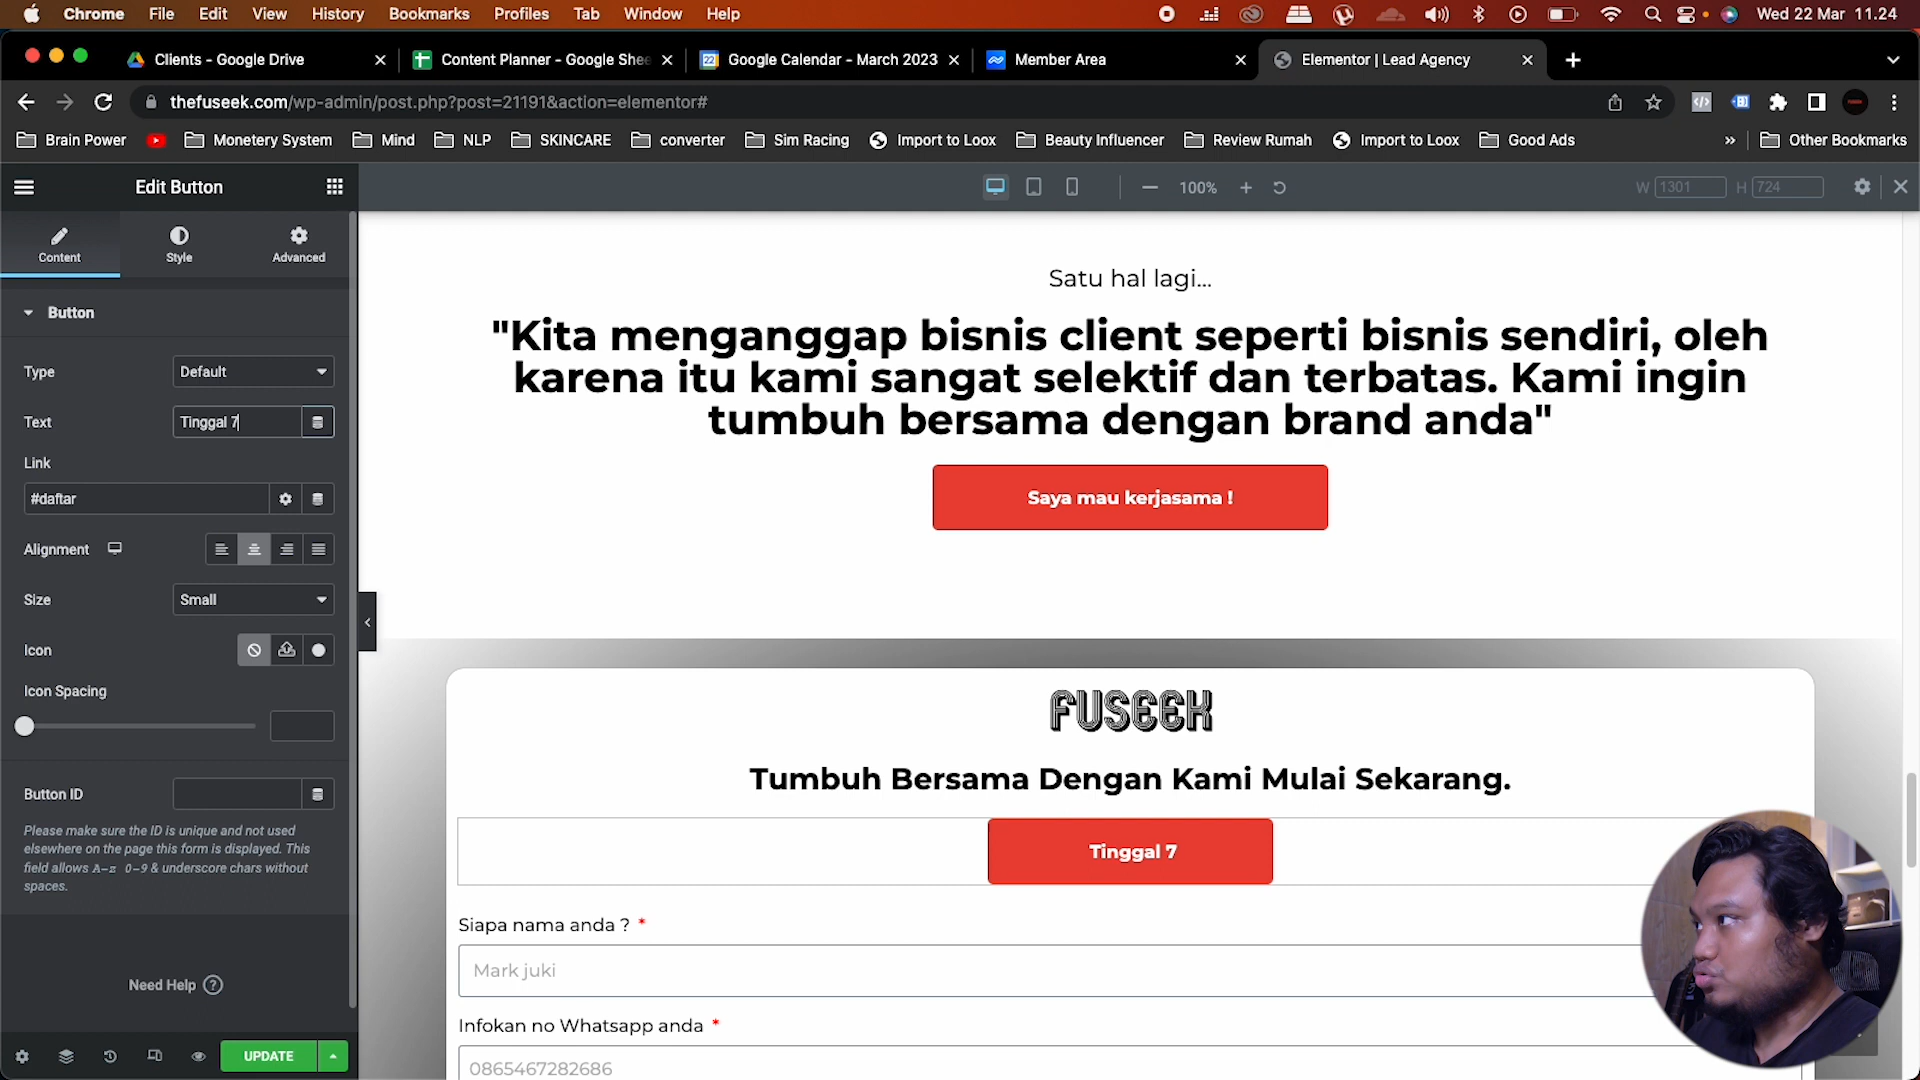 Chrome File Edit View History Bookmarks Profiles Tab Window Help Wed 22 Mar 11.24
Clients - Google Drive Content Planner - Google Shee Google Calendar - March 2023 Member Area Elementor | Lead Agency
thefuseek.com/wp-admin/post.php?post=21191&action=elementor#
Brain Power Monetery System Mind NLP SKINCARE converter Sim Racing Import to Loox Beauty Influencer Review Rumah Import to Loox Good Ads » Other Bookmarks
Edit Button
100%
W 1301 H 724
Content Style Advanced
Button
Type Default
Text Tinggal 7
Link
#daftar
Alignment
Size Small
Icon
Icon Spacing
Button ID
Please make sure the ID is unique and not used
elsewhere on the page this form is displayed. This
field allows A-z 0-9 & underscore chars without
spaces.
Need Help ?
UPDATE
Satu hal lagi...
"Kita menganggap bisnis client seperti bisnis sendiri, oleh
karena itu kami sangat selektif dan terbatas. Kami ingin
tumbuh bersama dengan brand anda"
Saya mau kerjasama !
FUSEEK
Tumbuh Bersama Dengan Kami Mulai Sekarang.
Tinggal 7
Siapa nama anda ? *
Mark juki
Infokan no Whatsapp anda *
0865467282686